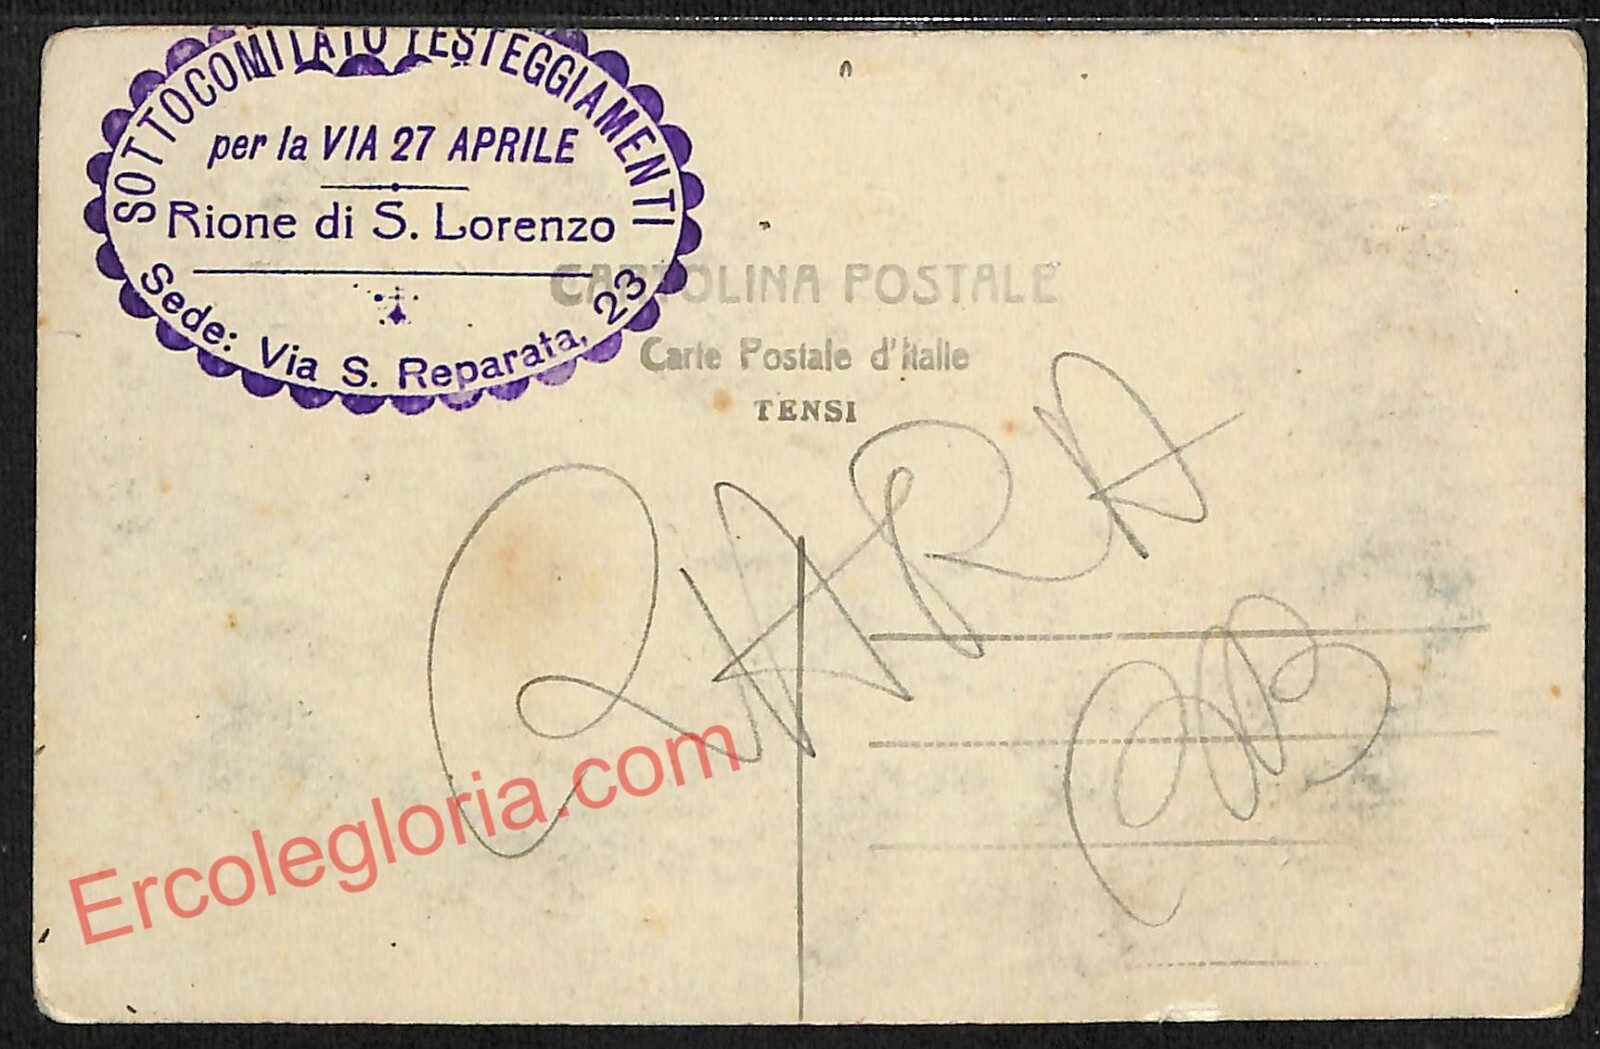 SOTTOCOMITATO FESTEGGIAMENTI
per la VIA 27 APRILE
Rione di S. Lorenzo
Sede: Via S. Reparata, 23
CARTOLINA POSTALE
Carte Postale d'Italie
TENSI
RARA
Ercolegloria.com